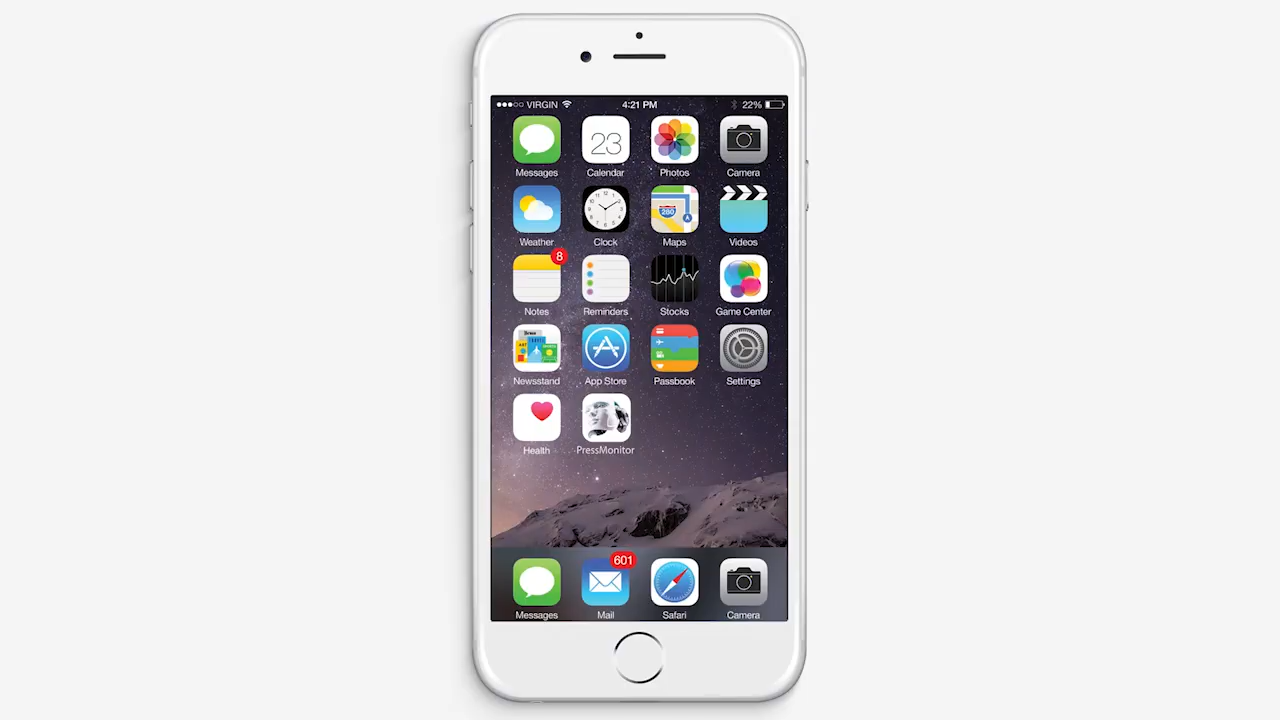 VIRGIN 4:21 PM 22%
23
Messages Calendar Photos Camera
280
Weather Clock Maps Videos
8
Notes Reminders Stocks Game Center
Newsstand App Store Passbook Settings
Health PressMonitor
601
Messages Mail Safari Camera